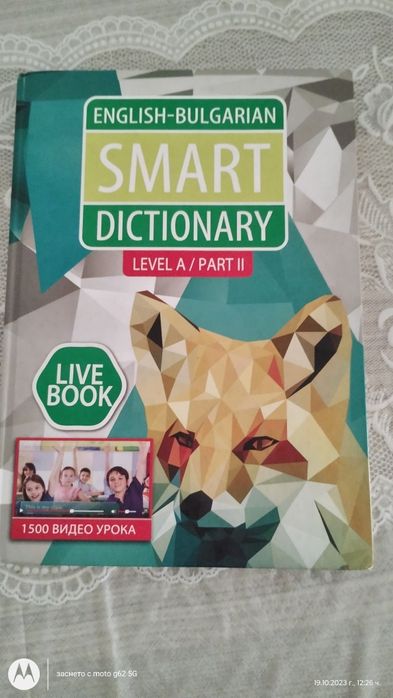 ENGLISH-BULGARIAN
SMART
DICTIONARY
LEVEL A / PART II
LIVE
BOOK
1500 ВИДЕО УРОКА
заснето с moto g62 5G
19.10.2023 г., 12:26 ч.